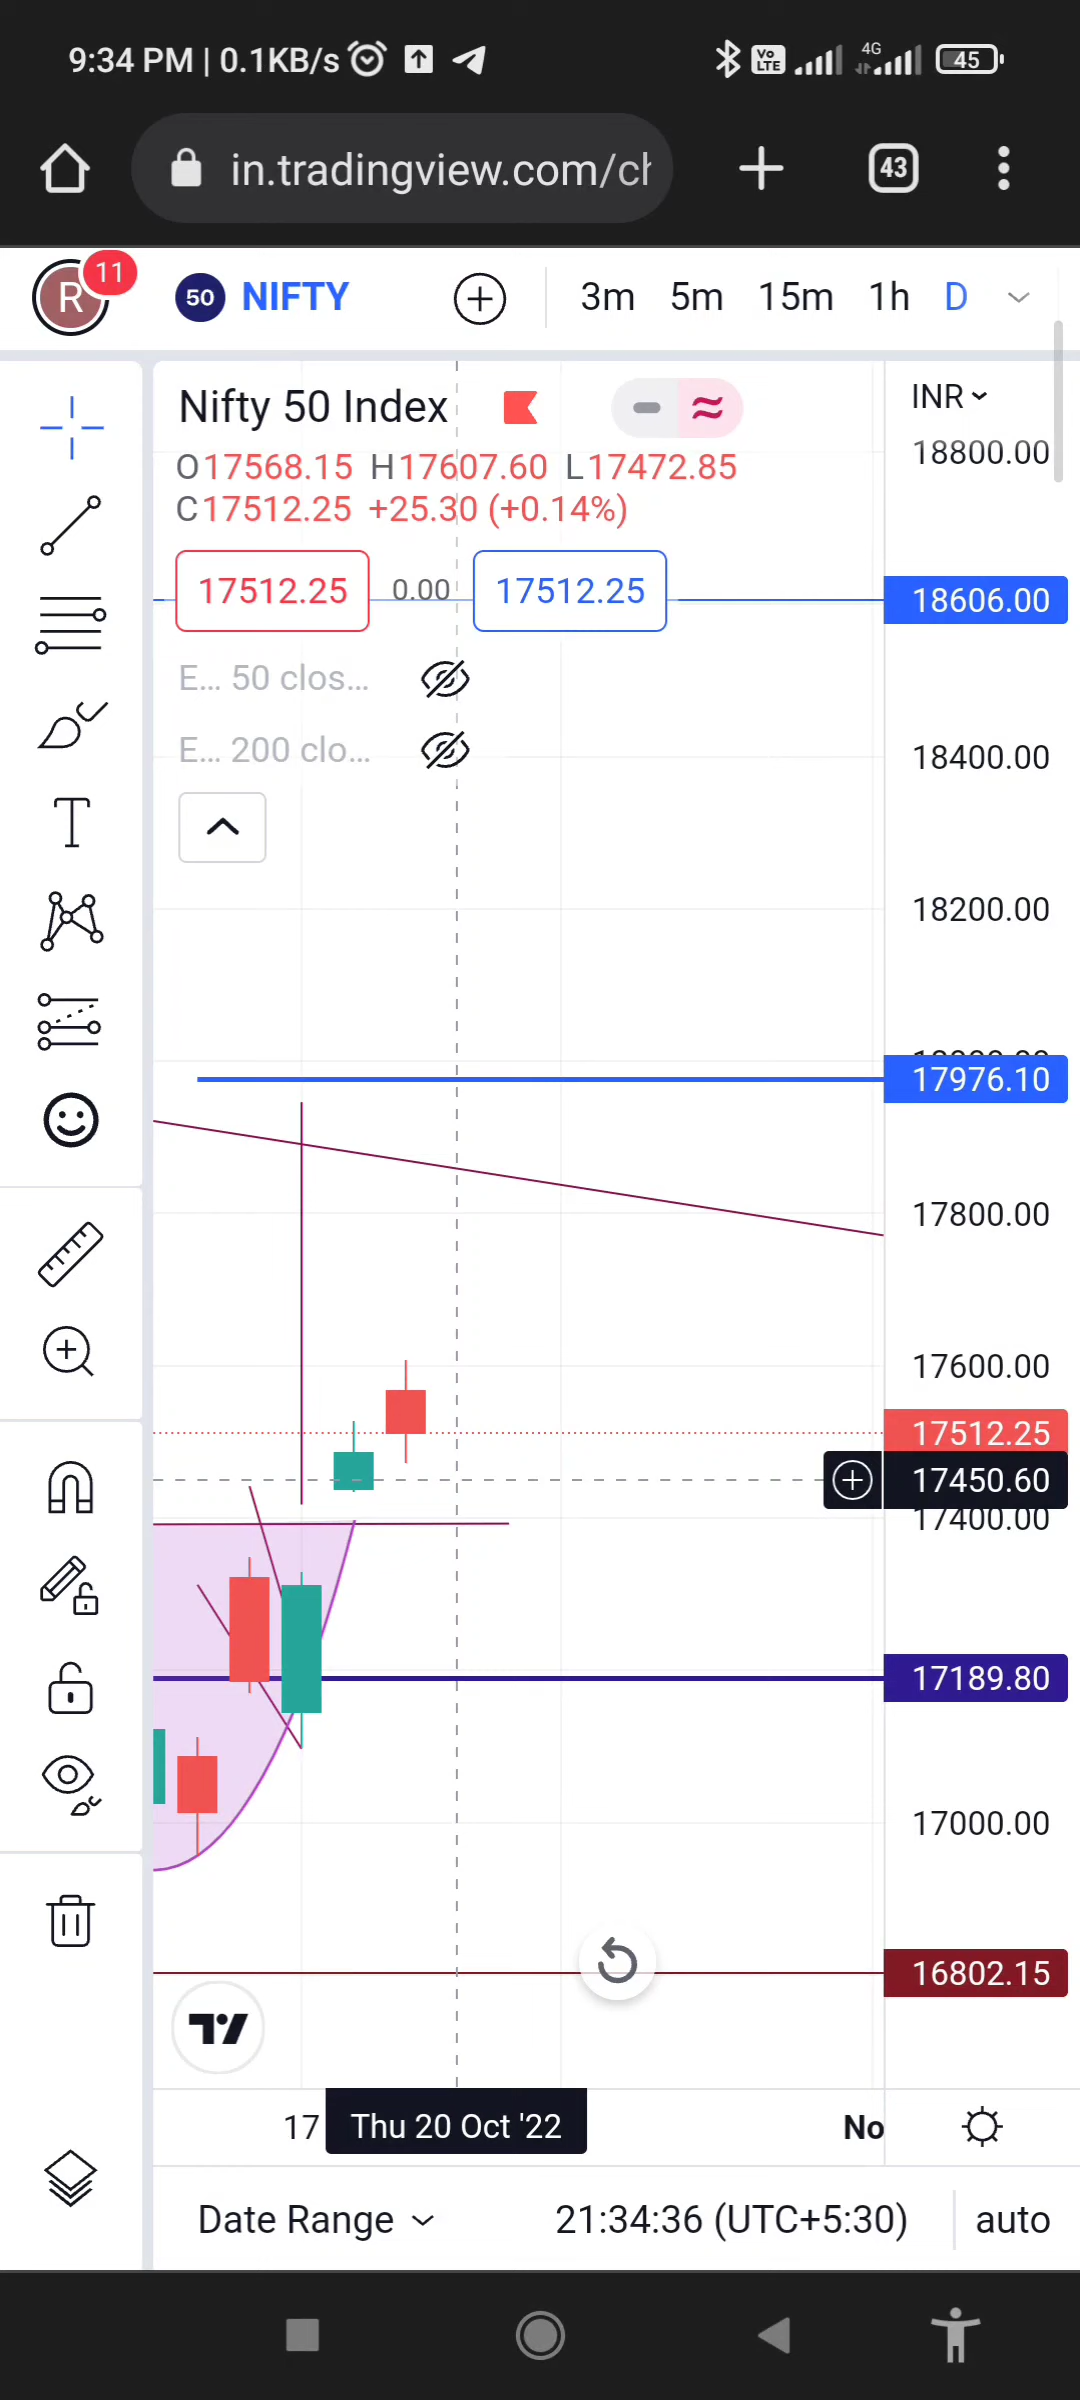 9:34 PM | 0.1KB/s
Vo LTE 4G 45
in.tradingview.com/ch
43
R 11 50 NIFTY 3m 5m 15m 1h D
Nifty 50 Index
INR
O17568.15 H17607.60 L17472.85
C17512.25 +25.30 (+0.14%)
17512.25 0.00 17512.25
E... 50 clos...
E... 200 clo...
18800.00
18606.00
18400.00
18200.00
17976.10
17800.00
17600.00
17512.25
17450.60
17400.00
17189.80
17000.00
16802.15
17 Thu 20 Oct '22 No
Date Range 21:34:36 (UTC+5:30) auto